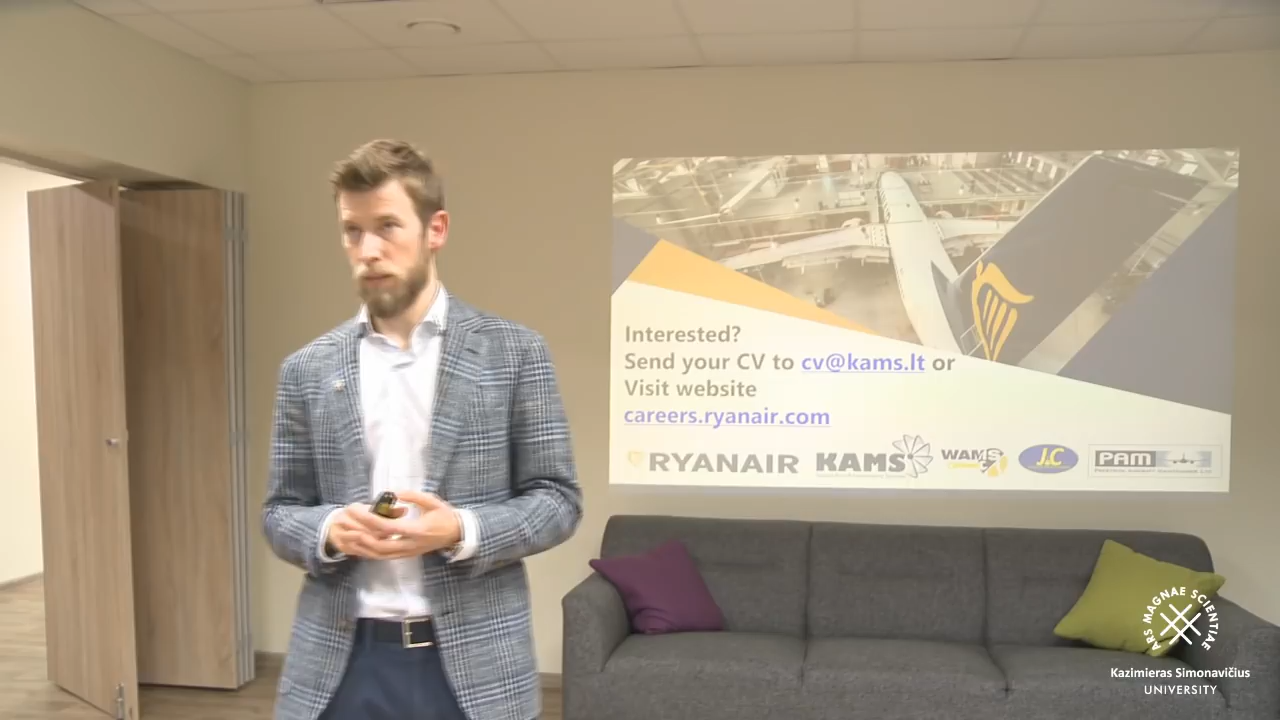 Interested?
Send your CV to cv@kams.lt or
Visit website
careers.ryanair.com
RYANAIR
KAMS
WAMS
J&C
PAM
ARS MAGNAE SCIENTIAE
Kazimieras Simonavičius
UNIVERSITY